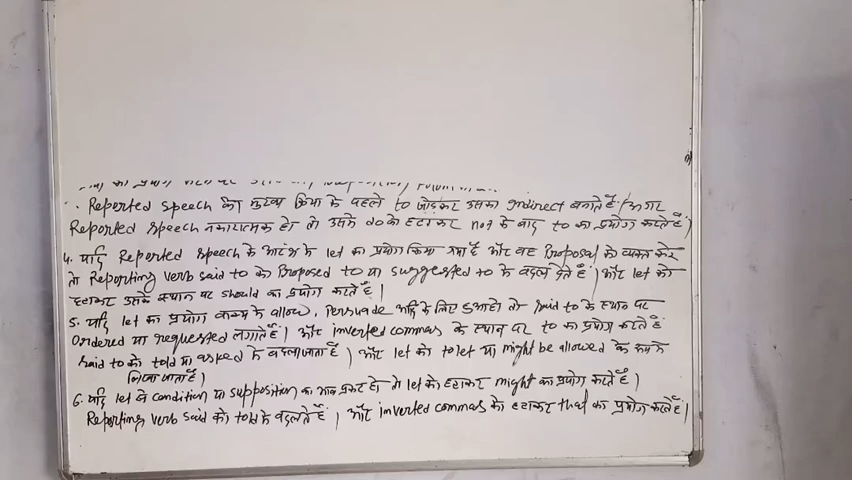 का प्रयोग
Reported speech की मुख्य क्रिया के पहले to जोड़कर उसका Indirect बनाते हैं। अगर
Reported speech नकारात्मक हो तो उसके do को हटाकर not के बाद to का प्रयोग करते हैं।
4. यदि Reported speech के आरंभ में let का प्रयोग किया गया है और वह Proposal को व्यक्त करे
तो Reporting verb said to को Proposed to या suggested to में बदल देते हैं। और let को
हटाकर उसके स्थान पर should का प्रयोग करते हैं।
5. यदि let का प्रयोग वाक्य में allow, Persuade आदि के लिए हुआ हो तो said to के स्थान पर
ordered या requested लगाते हैं। और inverted commas के स्थान पर to का प्रयोग करते हैं
said to को told या asked में बदला जाता है। और let को to let या might be allowed के रूप में
लिखा जाता है।
6. यदि let से condition या supposition का भाव प्रकट हो तो let को हटाकर might का प्रयोग करते हैं।
Reporting verb said को told में बदलते हैं। और inverted commas को हटाकर that का प्रयोग करते हैं।